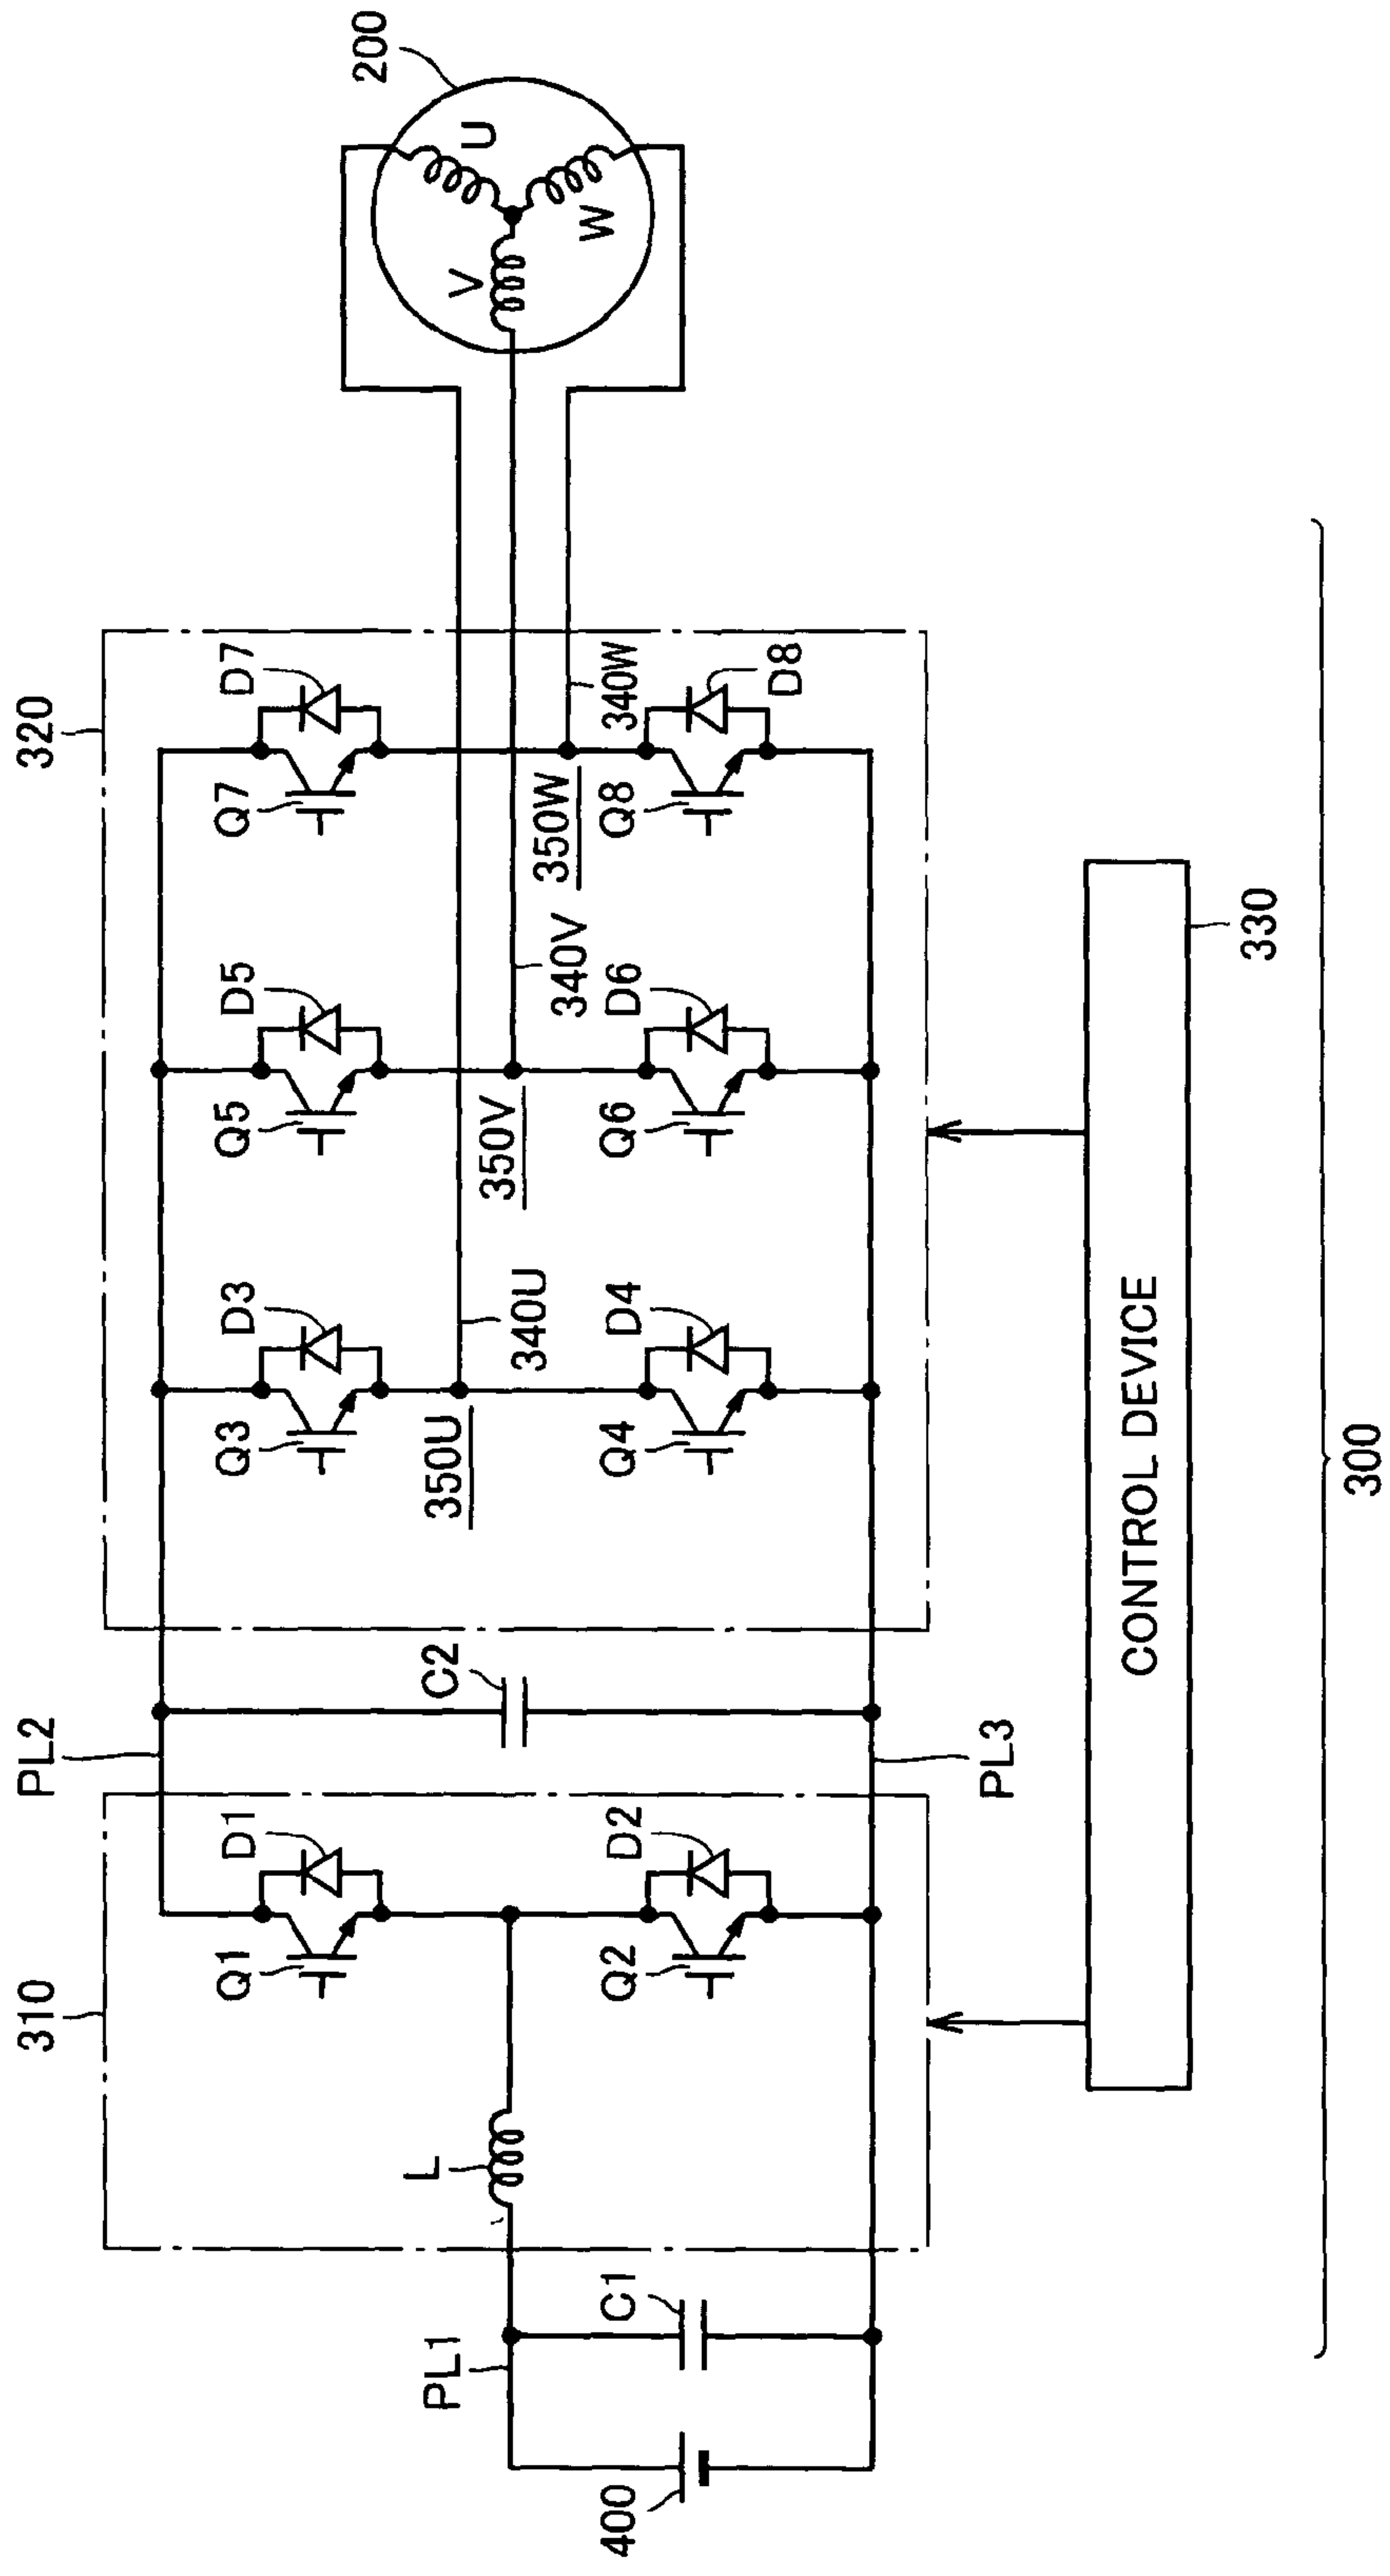 310
PL2
320
Q1
D1
Q3
D3
Q5
D5
Q7
D7
200
PL1
L
C2
350U
340U
350V
340V
350W
340W
U
V
W
400
C1
Q2
D2
Q4
D4
Q6
D6
Q8
D8
PL3
CONTROL DEVICE
330
300